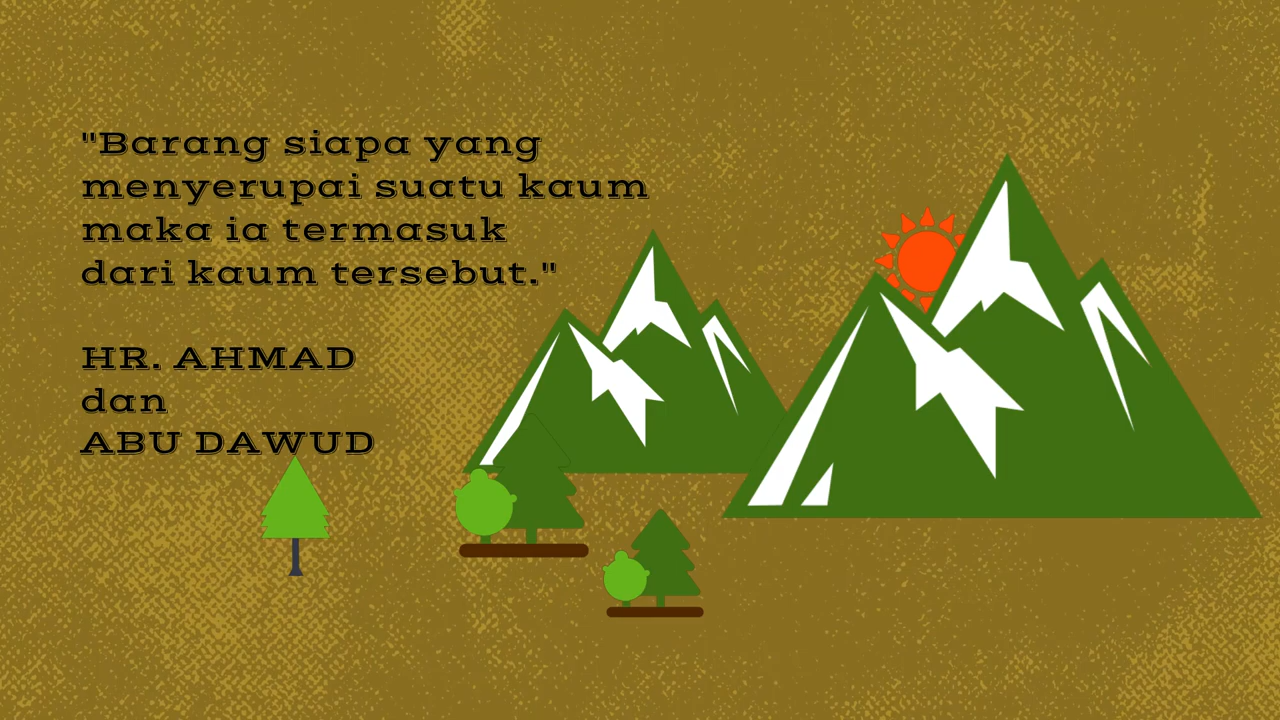 "Barang siapa yang
menyerupai suatu kaum
maka ia termasuk
dari kaum tersebut."
HR. AHMAD
dan
ABU DAWUD